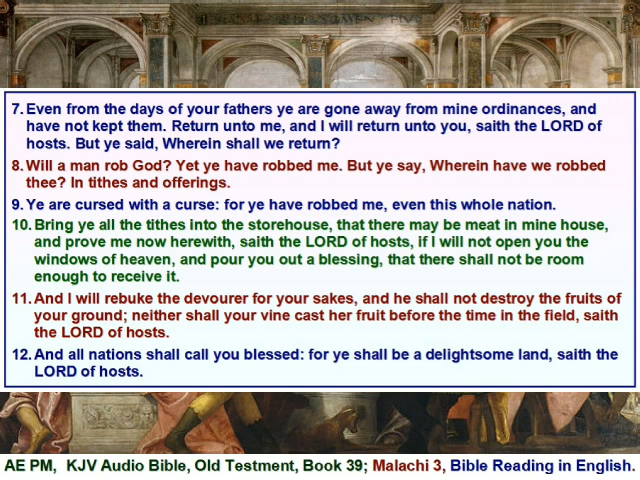 7. Even from the days of your fathers ye are gone away from mine ordinances, and
have not kept them. Return unto me, and I will return unto you, saith the LORD of
hosts. But ye said, Wherein shall we return?
8. Will a man rob God? Yet ye have robbed me. But ye say, Wherein have we robbed
thee? In tithes and offerings.
9. Ye are cursed with a curse: for ye have robbed me, even this whole nation.
10. Bring ye all the tithes into the storehouse, that there may be meat in mine house,
and prove me now herewith, saith the LORD of hosts, if I will not open you the
windows of heaven, and pour you out a blessing, that there shall not be room
enough to receive it.
11. And I will rebuke the devourer for your sakes, and he shall not destroy the fruits of
your ground; neither shall your vine cast her fruit before the time in the field, saith
the LORD of hosts.
12. And all nations shall call you blessed: for ye shall be a delightsome land, saith the
LORD of hosts.
AE PM, KJV Audio Bible, Old Testment, Book 39; Malachi 3, Bible Reading in English.